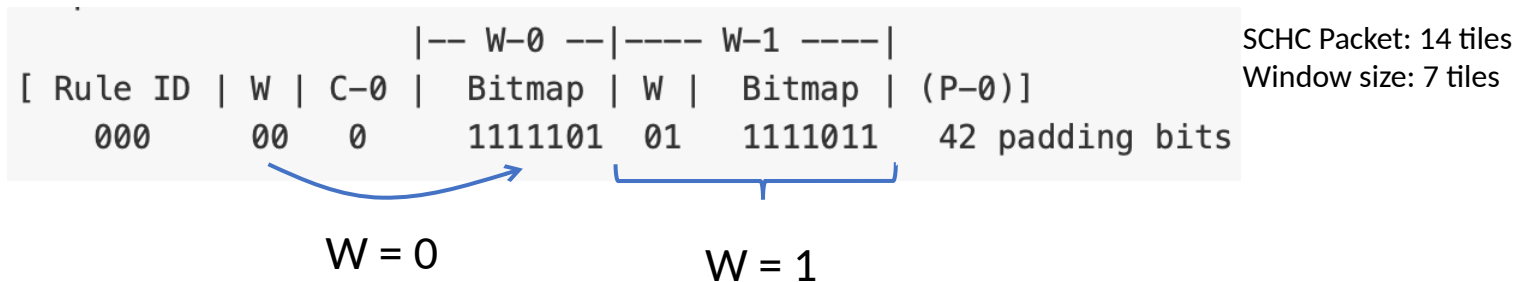 |-- W-0 --|---- W-1 ----|
[ Rule ID | W | C-0 | Bitmap | W | Bitmap | (P-0)]
000 00 0 1111101 01 1111011 42 padding bits
SCHC Packet: 14 tiles
Window size: 7 tiles
W = 0
W = 1